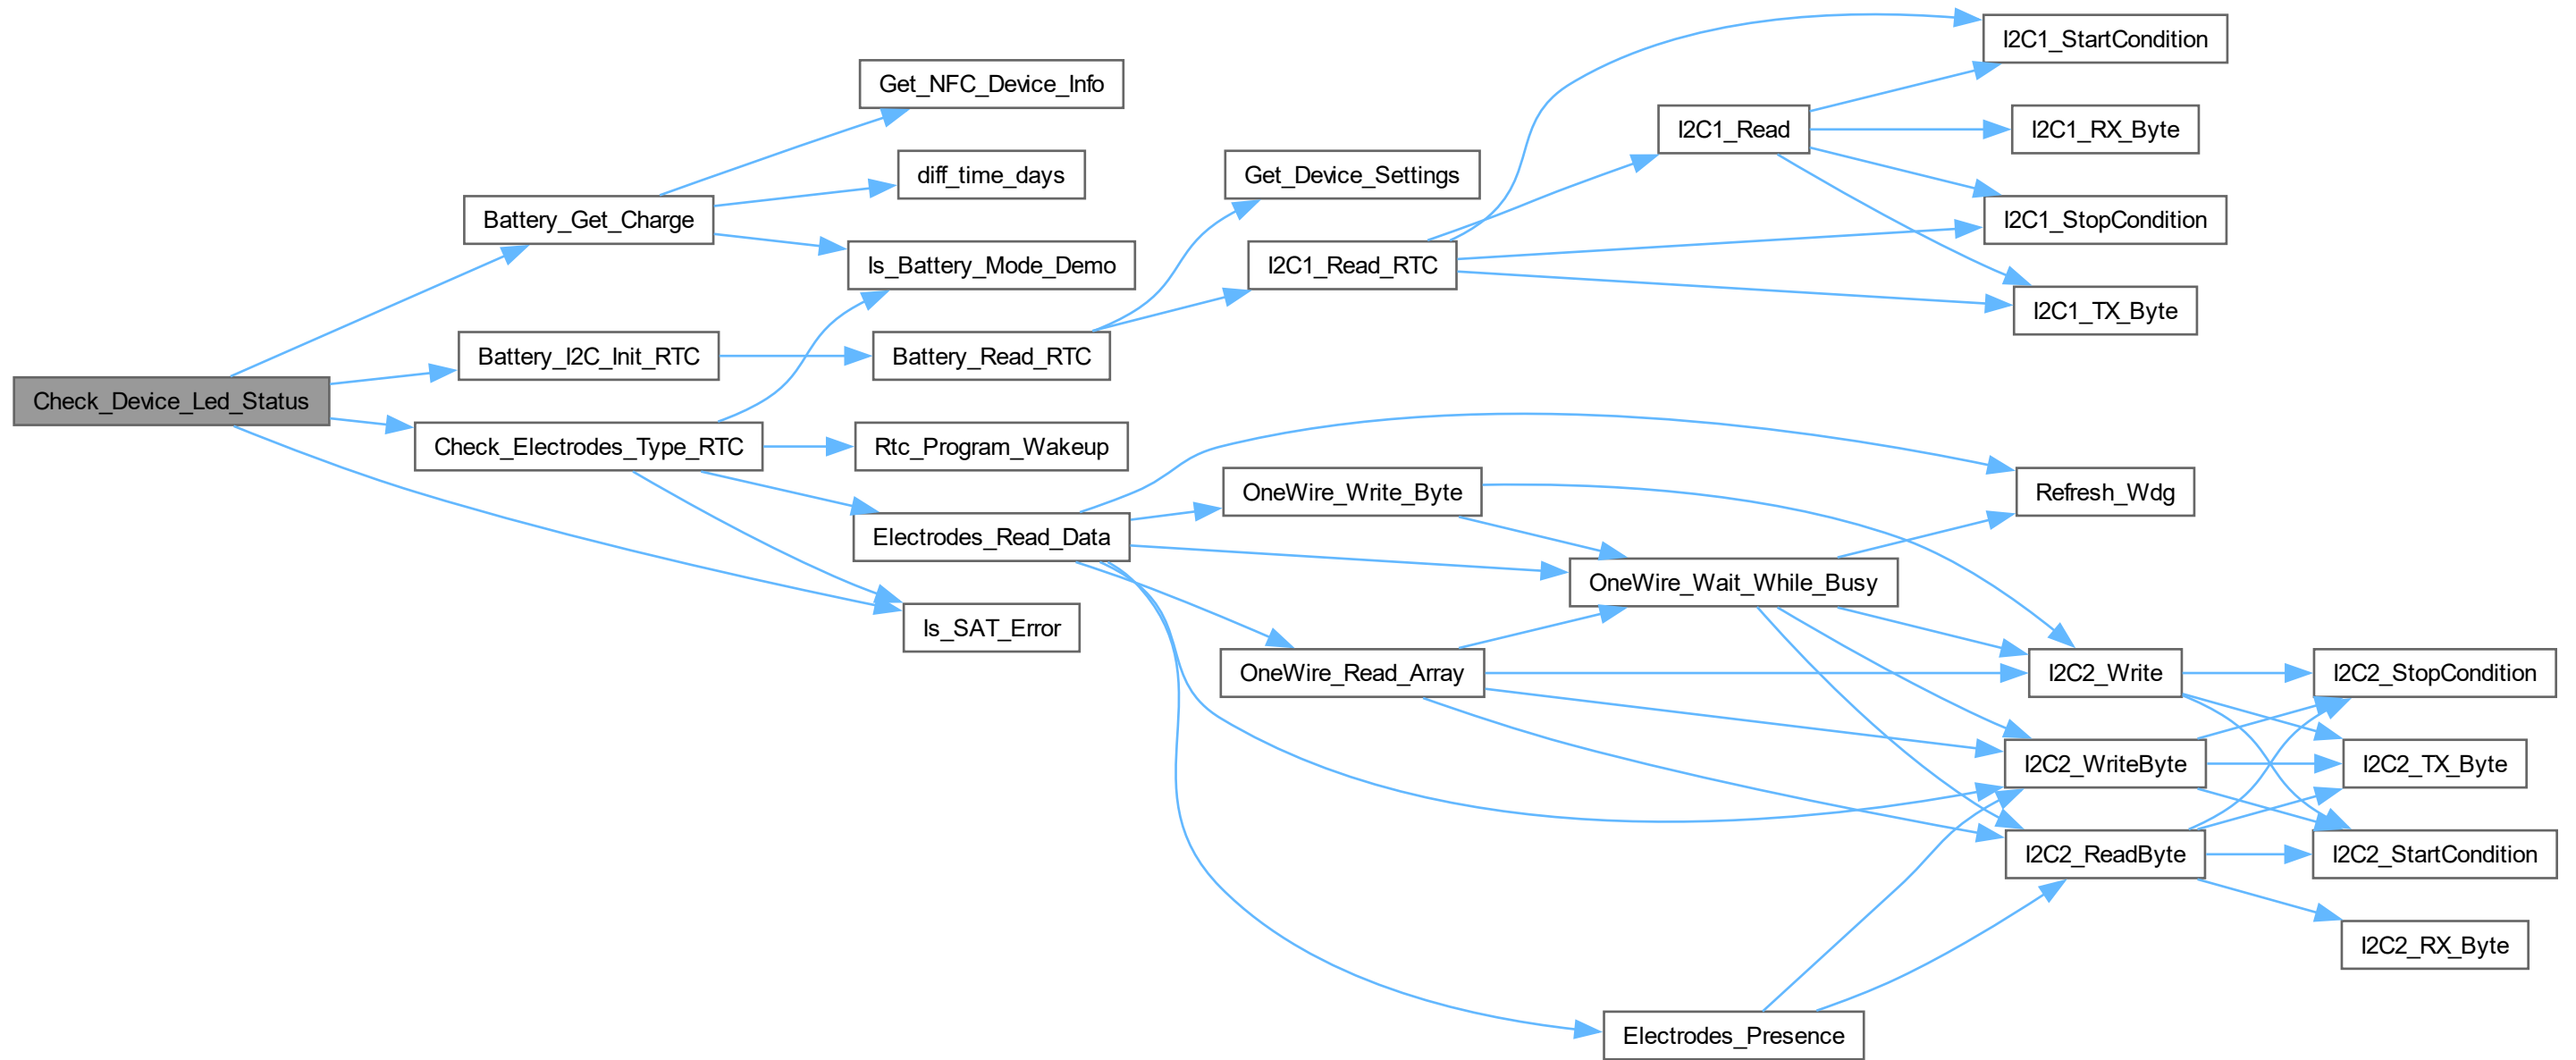 Check_Device_Led_Status
Battery_Get_Charge
Battery_I2C_Init_RTC
Check_Electrodes_Type_RTC
Get_NFC_Device_Info
diff_time_days
Is_Battery_Mode_Demo
Battery_Read_RTC
Rtc_Program_Wakeup
Electrodes_Read_Data
Is_SAT_Error
Get_Device_Settings
I2C1_Read_RTC
OneWire_Write_Byte
OneWire_Read_Array
I2C1_Read
OneWire_Wait_While_Busy
Electrodes_Presence
I2C1_StartCondition
I2C1_RX_Byte
I2C1_StopCondition
I2C1_TX_Byte
Refresh_Wdg
I2C2_Write
I2C2_WriteByte
I2C2_ReadByte
I2C2_StopCondition
I2C2_TX_Byte
I2C2_StartCondition
I2C2_RX_Byte